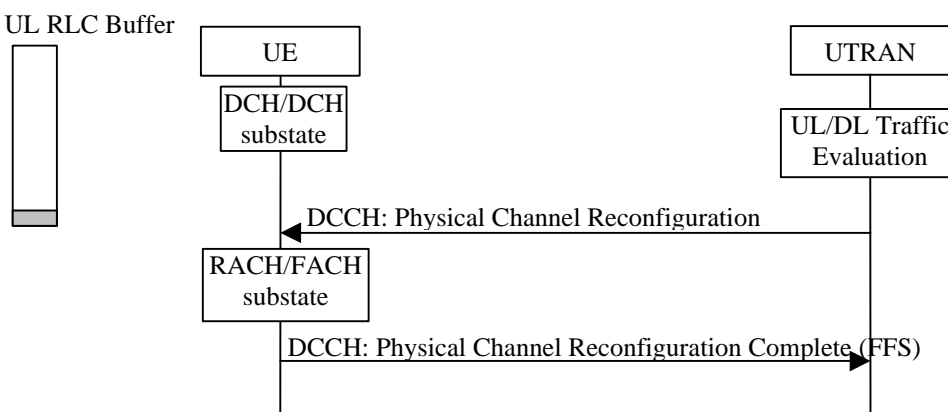 UL RLC Buffer
UE
UTRAN
DCH/DCH
substate
UL/DL Traffic
Evaluation
DCCH: Physical Channel Reconfiguration
RACH/FACH
substate
DCCH: Physical Channel Reconfiguration Complete (FFS)